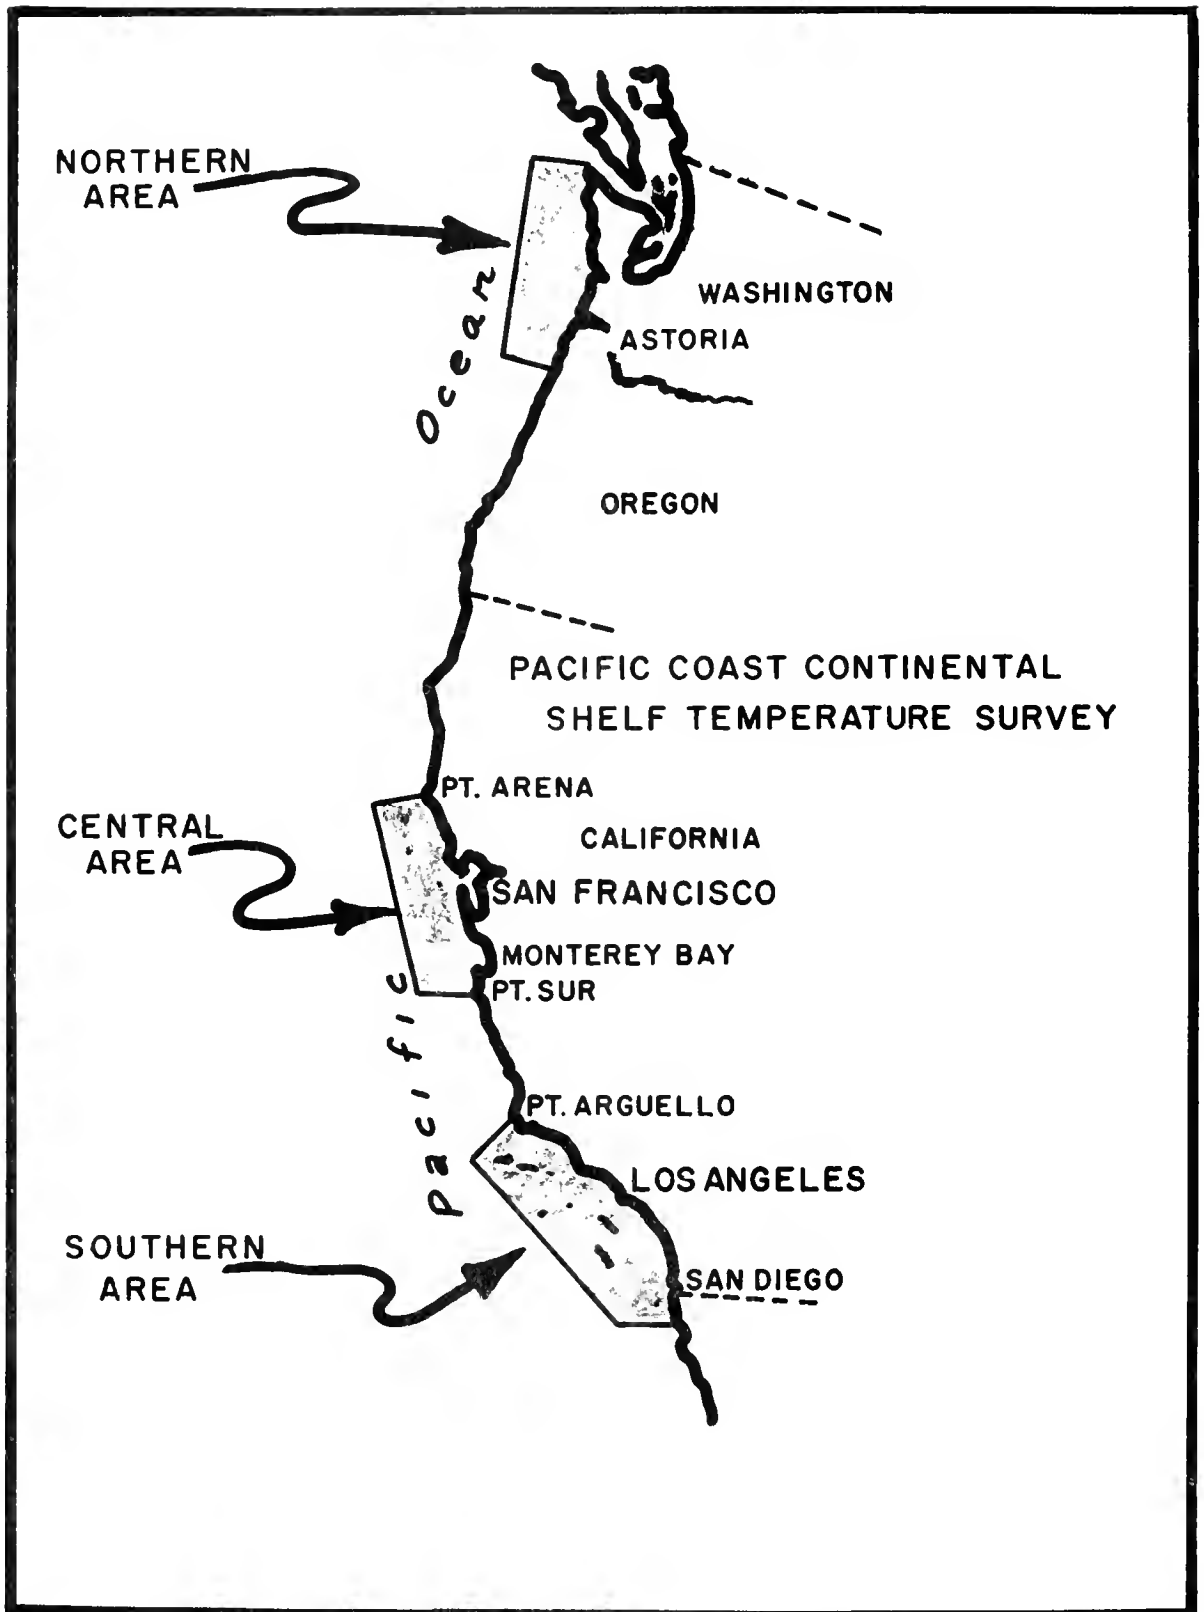 NORTHERN
AREA
WASHINGTON
ASTORIA
Ocean
OREGON
PACIFIC COAST CONTINENTAL
SHELF TEMPERATURE SURVEY
PT. ARENA
CENTRAL
AREA
CALIFORNIA
SAN FRANCISCO
MONTEREY BAY
PT. SUR
Pacific
PT. ARGUELLO
LOS ANGELES
SOUTHERN
AREA
SAN DIEGO